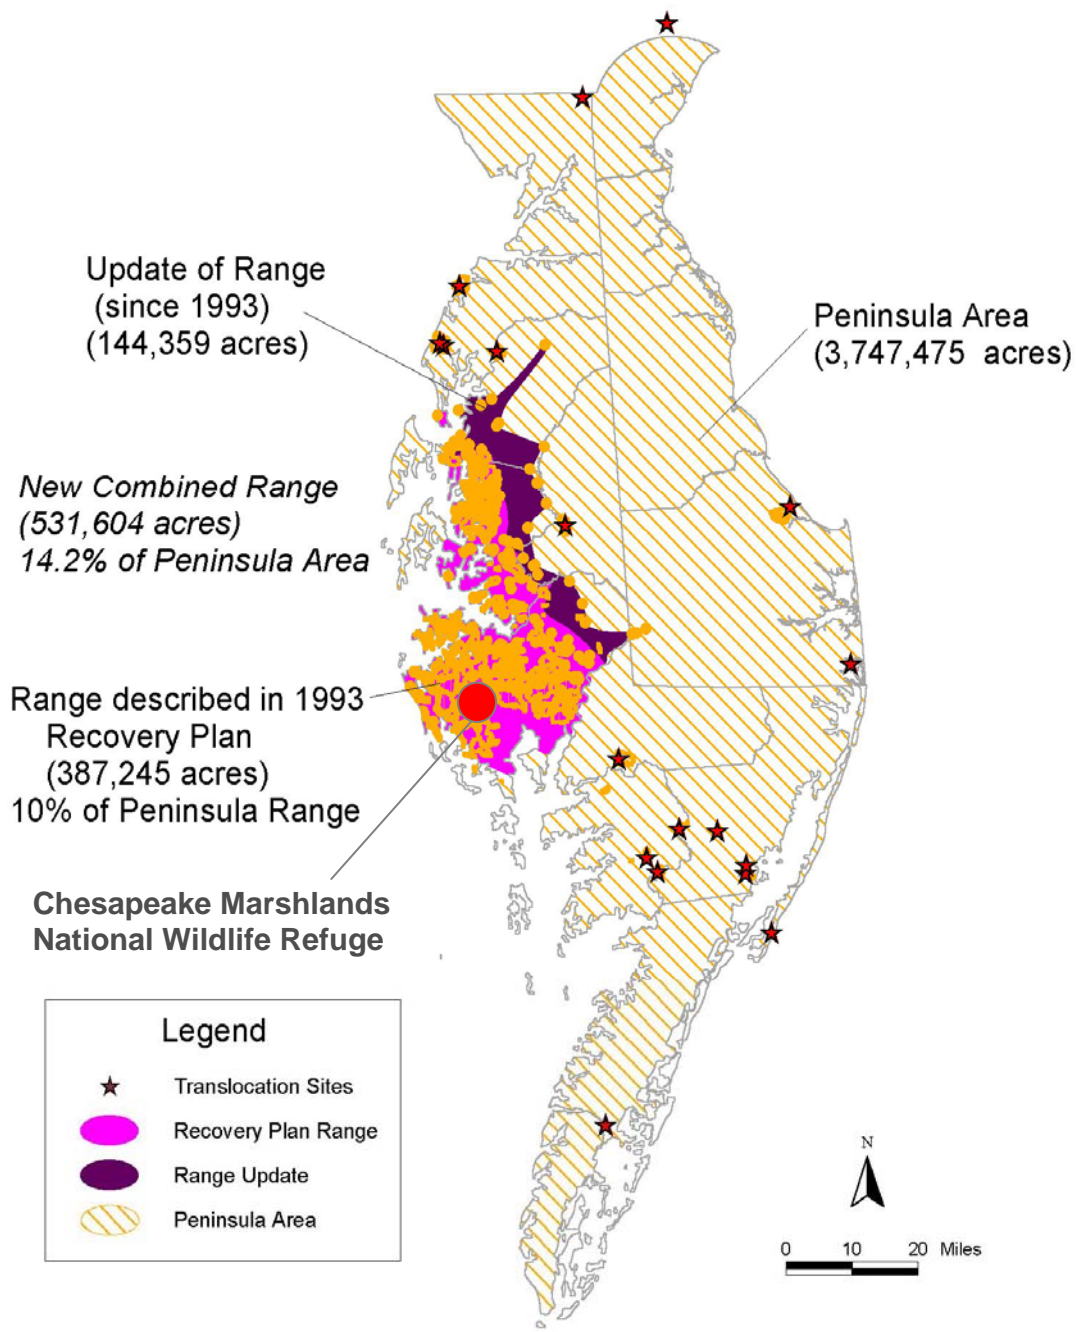 Update of Range
(since 1993)
(144,359 acres)
Peninsula Area
(3,747,475 acres)
New Combined Range
(531,604 acres)
14.2% of Peninsula Area
Range described in 1993
Recovery Plan
(387,245 acres)
10% of Peninsula Range
Chesapeake Marshlands
National Wildlife Refuge
Legend
Translocation Sites
Recovery Plan Range
Range Update
Peninsula Area
N
0 10 20 Miles